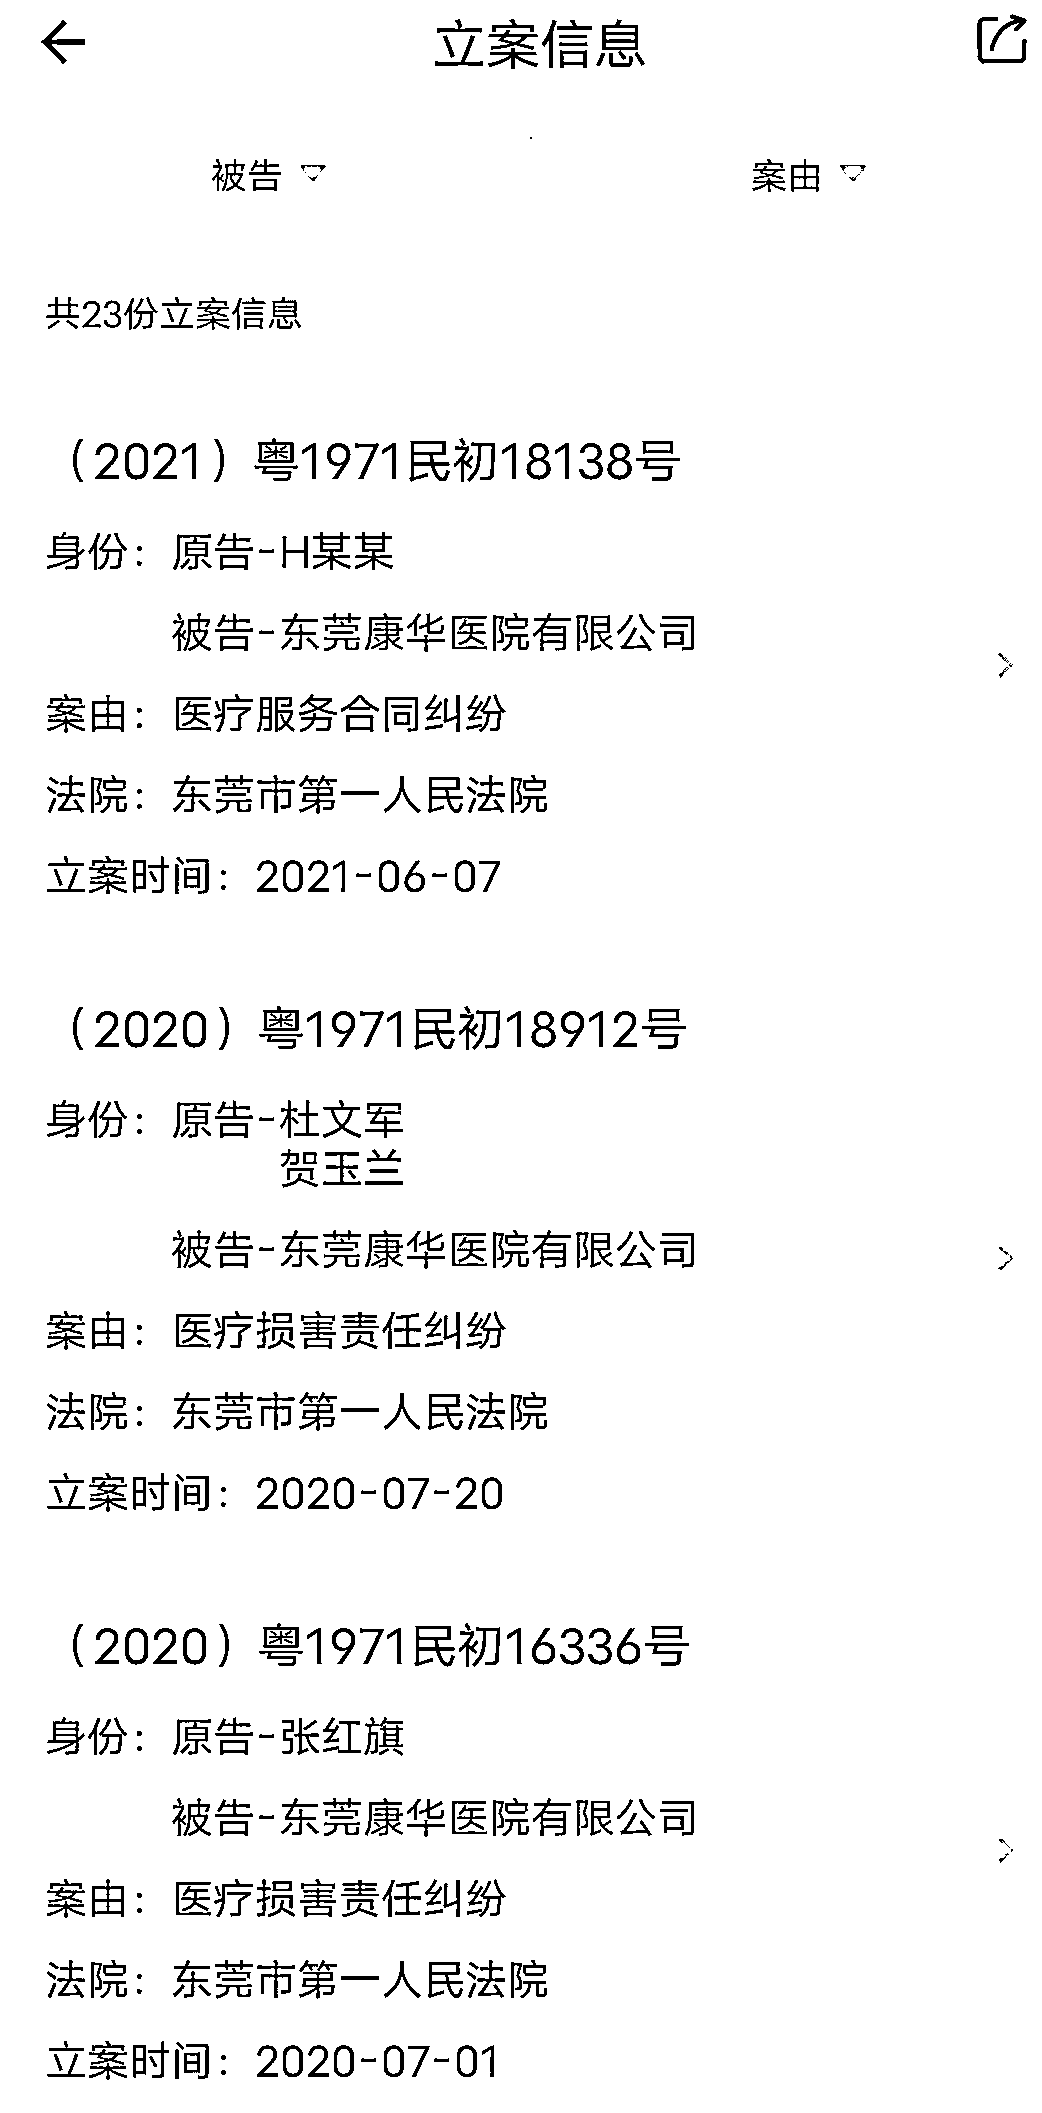 立案信息
被告 案由
共23份立案信息
（2021）粤1971民初18138号
身份：原告-H某某
被告-东莞康华医院有限公司
案由：医疗服务合同纠纷
法院：东莞市第一人民法院
立案时间：2021-06-07
（2020）粤1971民初18912号
身份：原告-杜文军
贺玉兰
被告-东莞康华医院有限公司
案由：医疗损害责任纠纷
法院：东莞市第一人民法院
立案时间：2020-07-20
（2020）粤1971民初16336号
身份：原告-张红旗
被告-东莞康华医院有限公司
案由：医疗损害责任纠纷
法院：东莞市第一人民法院
立案时间：2020-07-01